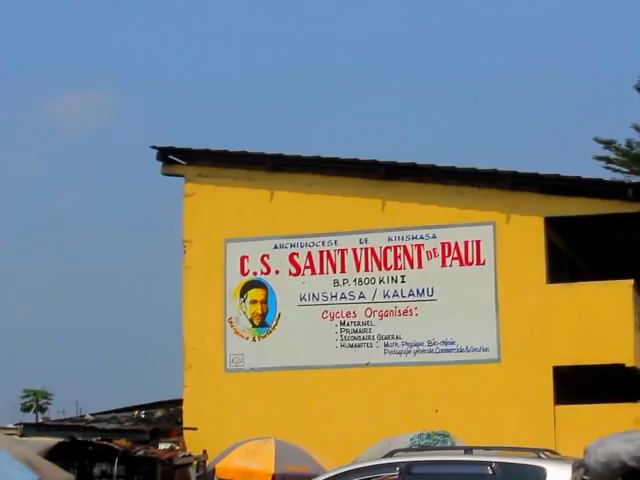 ARCHIDIOCESE DE KINSHASA
C.S. SAINT VINCENT DE PAUL
B.P. 1800 KIN I
KINSHASA / KALAMU
Cycles Organisés:
• MATERNEL
• PRIMAIRE
• SECONDAIRE GENERAL
• HUMANITES : Math-Physique, Bio-chimie,
Pédagogie générale, Commerciale & Gestion